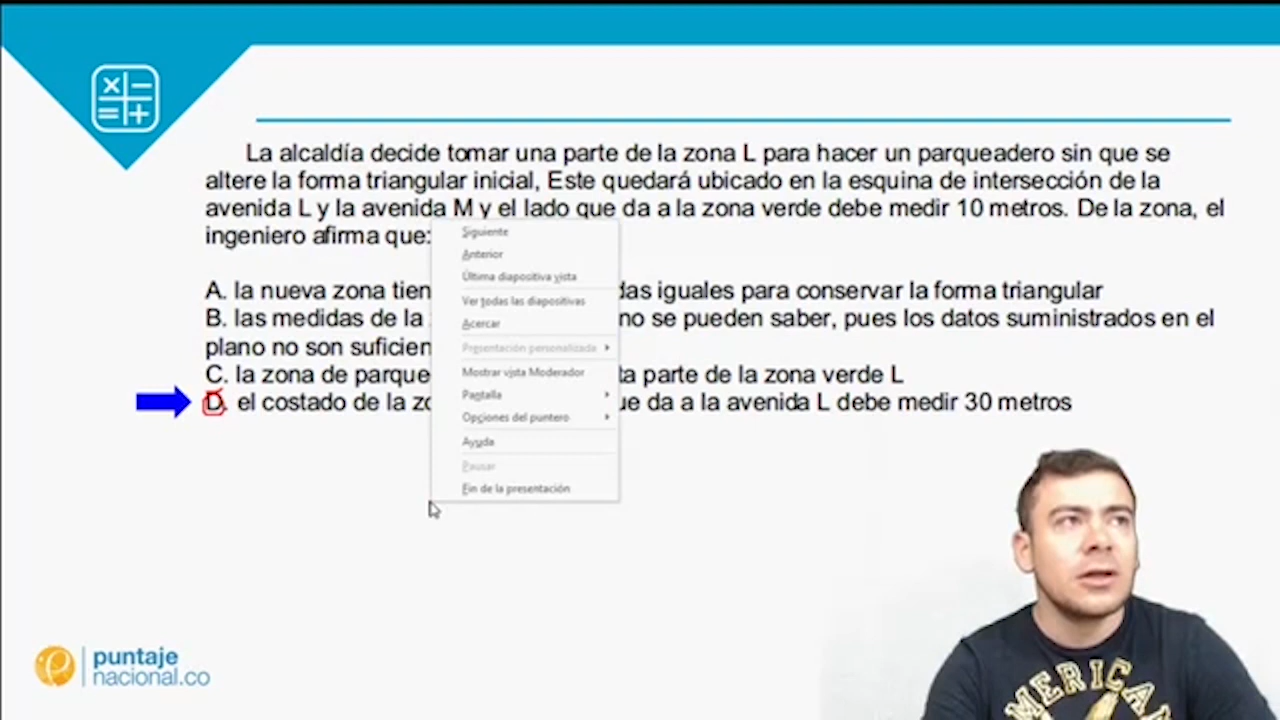 La alcaldía decide tomar una parte de la zona L para hacer un parqueadero sin que se
altere la forma triangular inicial, Este quedará ubicado en la esquina de intersección de la
avenida L y la avenida M y el lado que da a la zona verde debe medir 10 metros. De la zona, el
ingeniero afirma que:
A. la nueva zona tien das iguales para conservar la forma triangular
B. las medidas de la no se pueden saber, pues los datos suministrados en el
plano no son suficien
C. la zona de parque ta parte de la zona verde L
D. el costado de la zo ue da a la avenida L debe medir 30 metros
Siguiente
Anterior
Última diapositiva vista
Ver todas las diapositivas
Acercar
Presentación personalizada
Mostrar vista Moderador
Pantalla
Opciones del puntero
Ayuda
Pausar
Fin de la presentación
puntaje
nacional.co
AMERICAN